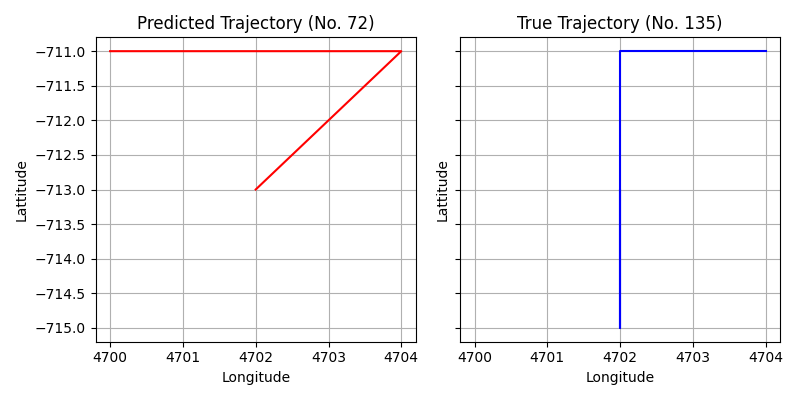 Predicted Trajectory (No. 72)
True Trajectory (No. 135)
−711.0
−711.5
−712.0
−712.5
−713.0
−713.5
−714.0
−714.5
−715.0
Lattitude
4700 4701 4702 4703 4704
Longitude
Lattitude
4700 4701 4702 4703 4704
Longitude